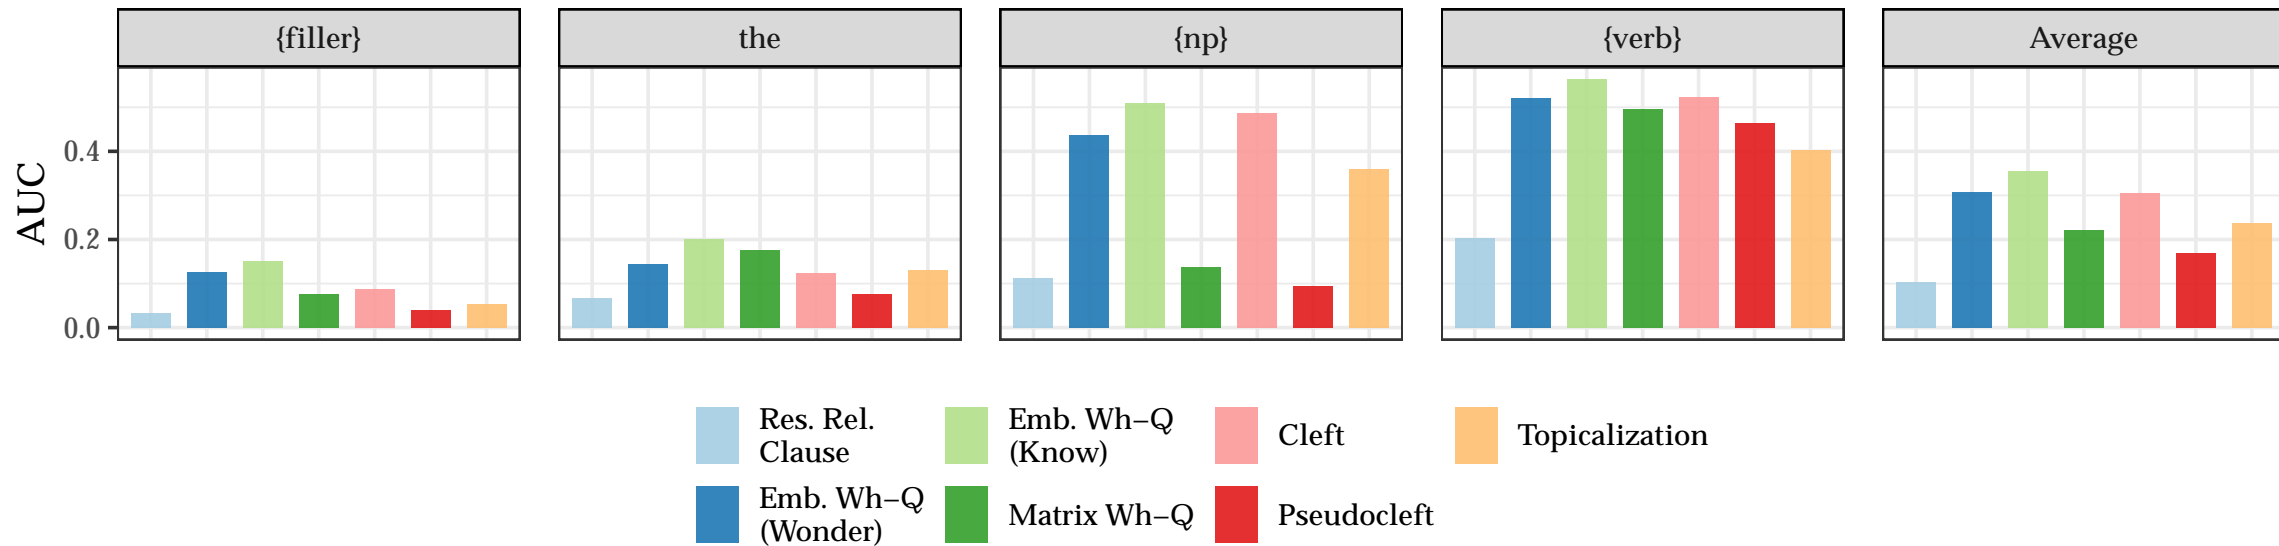 {filler}
the
{np}
{verb}
Average
AUC
0.4
0.2
0.0
Res. Rel.
Clause
Emb. Wh−Q
(Wonder)
Emb. Wh−Q
(Know)
Matrix Wh−Q
Cleft
Pseudocleft
Topicalization